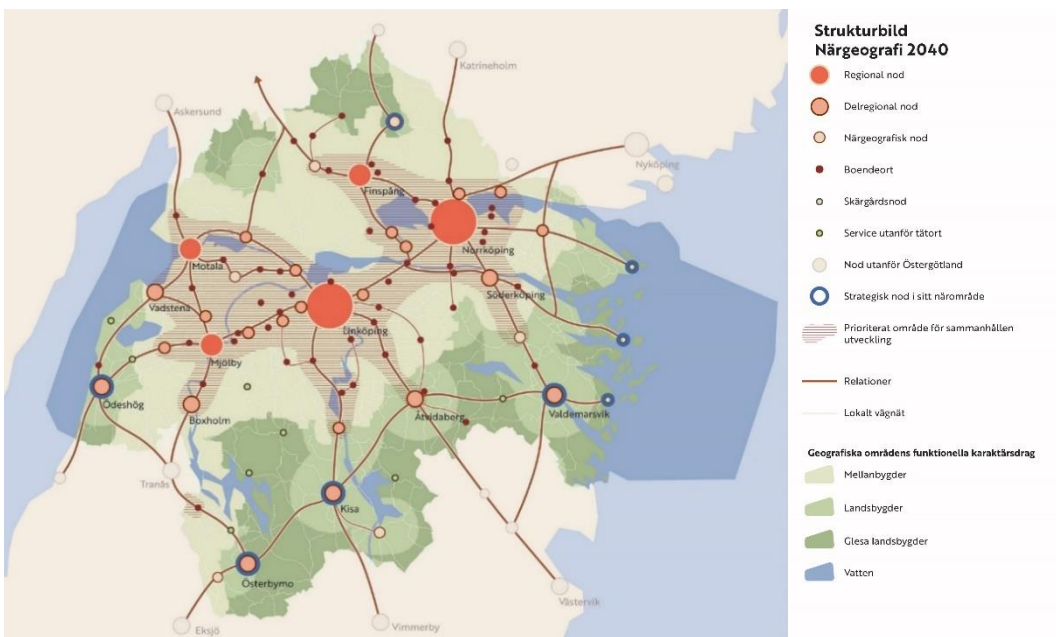 Strukturbild
Närgeografi 2040
Regional nod
Delregional nod
Närgeografisk nod
Boendeort
Skärgårdsnod
Service utanför tätort
Nod utanför Östergötland
Strategisk nod i sitt närområde
Prioriterat område för sammanhållen
utveckling
Relationer
Lokalt vägnät
Geografiska områdens funktionella karaktärsdrag
Mellanbygder
Landsbygder
Glesa landsbygder
Vatten
Katrineholm
Askersund
Nyköping
Finspång
Norrköping
Motala
Söderköping
Vadstena
Linköping
Mjölby
Ödeshög
Boxholm
Åtvidaberg
Valdemarsvik
Tranås
Kisa
Österbymo
Västervik
Eksjö
Vimmerby